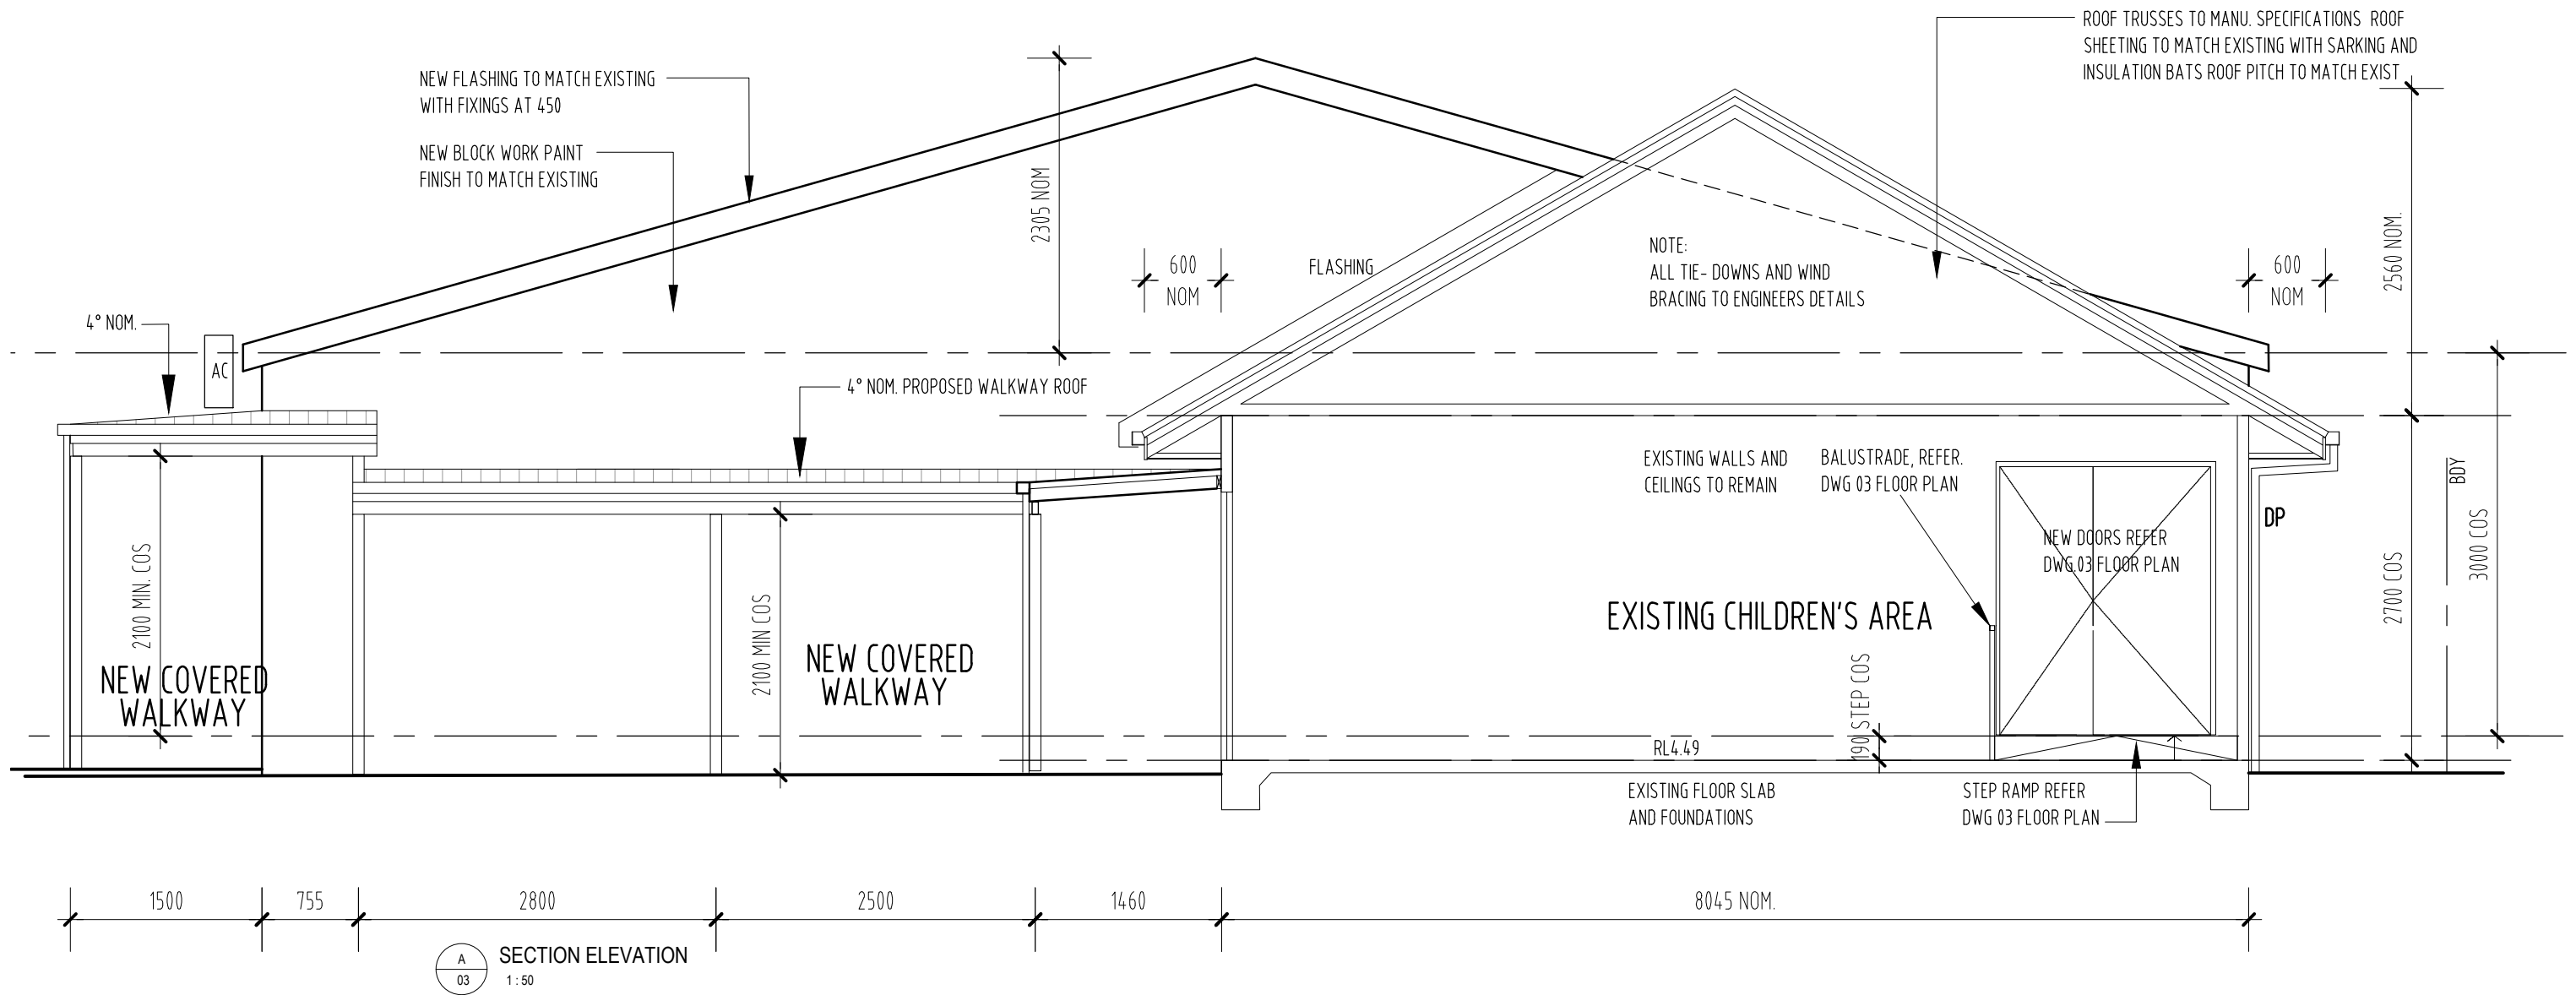 ROOF TRUSSES TO MANU. SPECIFICATIONS ROOF
SHEETING TO MATCH EXISTING WITH SARKING AND
INSULATION BATS ROOF PITCH TO MATCH EXIST
NEW FLASHING TO MATCH EXISTING
WITH FIXINGS AT 450
NEW BLOCK WORK PAINT
FINISH TO MATCH EXISTING
2305 NOM
600
NOM
FLASHING
NOTE:
ALL TIE- DOWNS AND WIND
BRACING TO ENGINEERS DETAILS
2560 NOM.
600
NOM
4° NOM.
AC
4° NOM. PROPOSED WALKWAY ROOF
EXISTING WALLS AND
CEILINGS TO REMAIN
BALUSTRADE, REFER.
DWG 03 FLOOR PLAN
BDY
DP
NEW DOORS REFER
DWG.03 FLOOR PLAN
2100 MIN. COS
2100 MIN COS
2700 COS
3000 COS
EXISTING CHILDREN'S AREA
NEW COVERED
WALKWAY
NEW COVERED
WALKWAY
190 STEP COS
RL4.49
EXISTING FLOOR SLAB
AND FOUNDATIONS
STEP RAMP REFER
DWG 03 FLOOR PLAN
1500
755
2800
2500
1460
8045 NOM.
A
03
SECTION ELEVATION
1 : 50